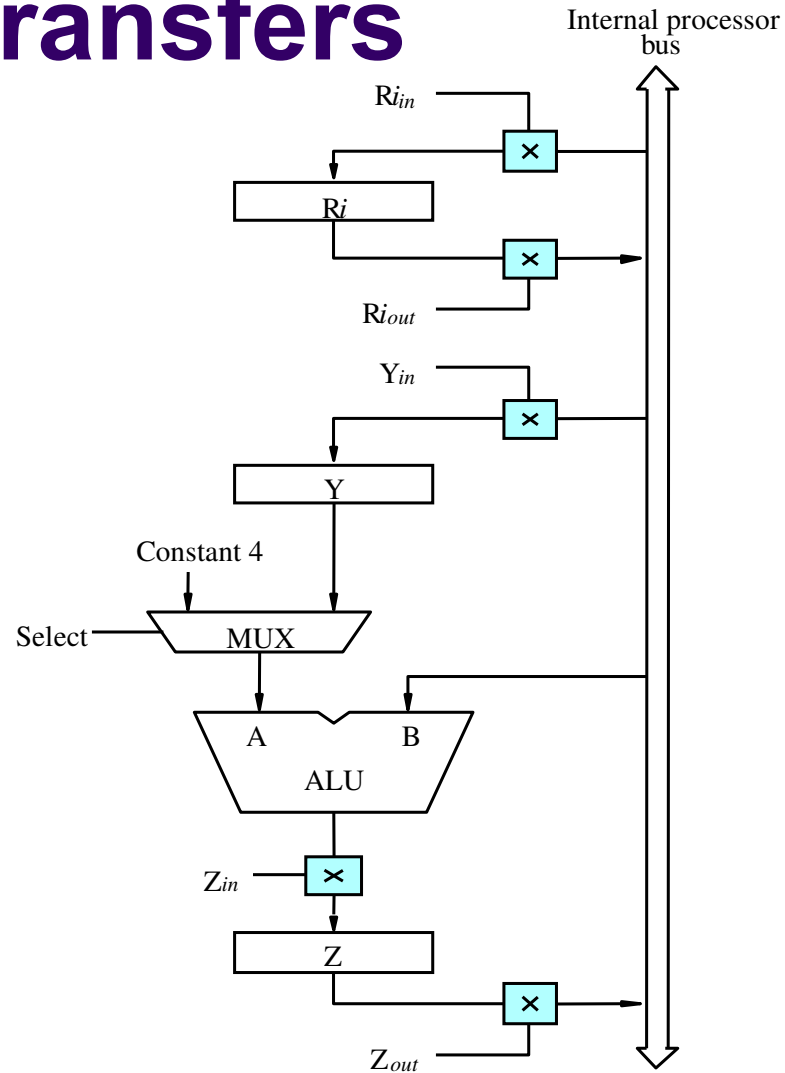 ransfers
Internal processor
bus
Riin
Ri
Riout
Yin
Y
Constant 4
Select
MUX
A
B
ALU
Zin
Z
Zout